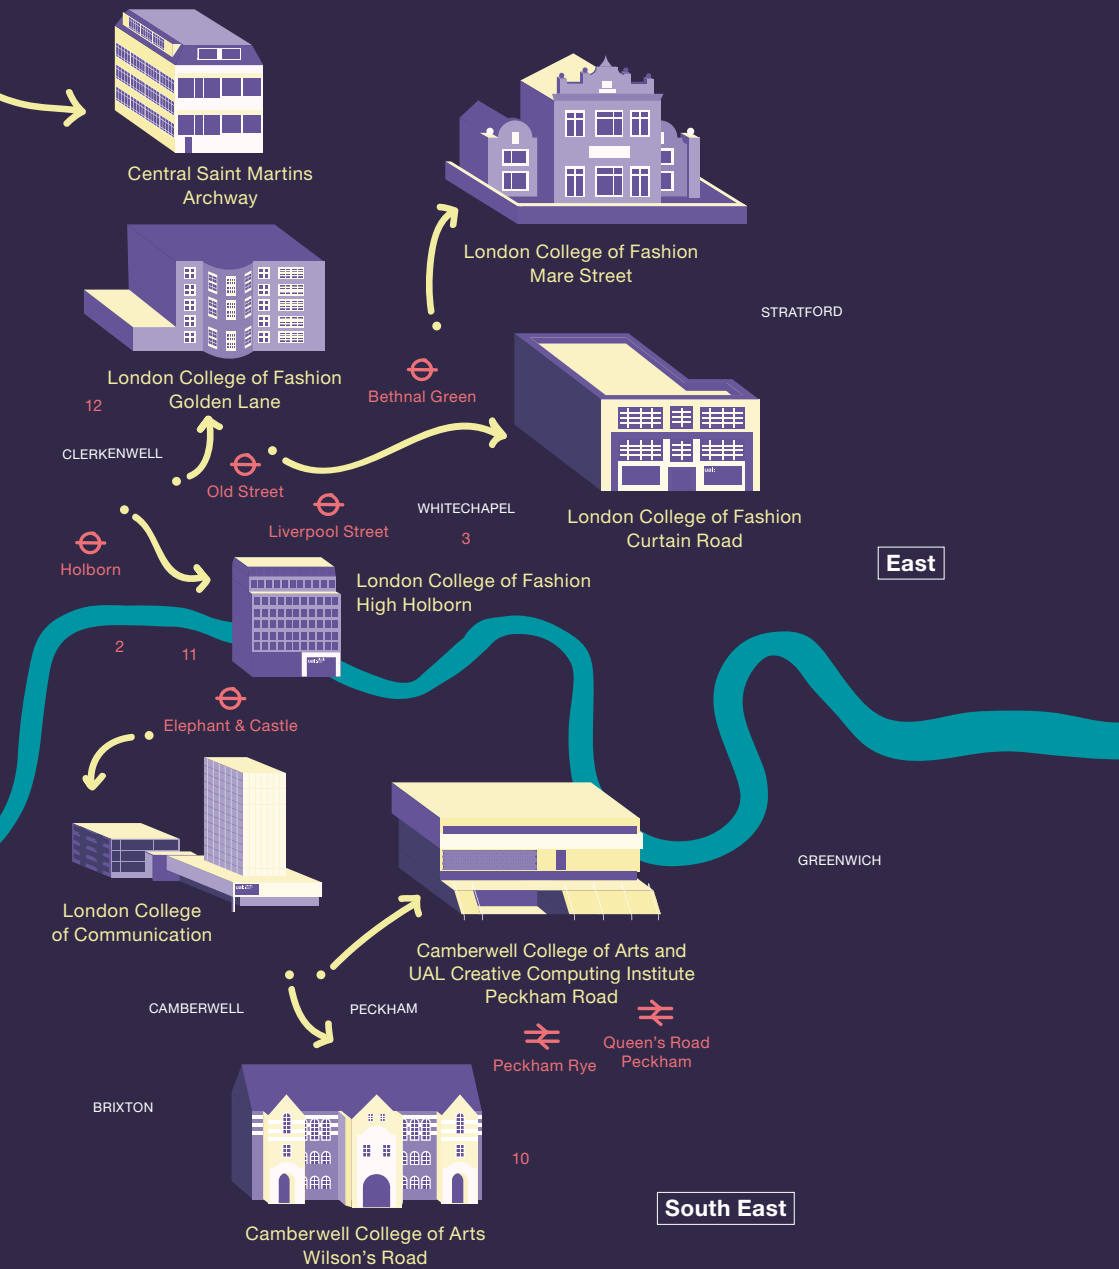 Central Saint Martins
Archway
London College of Fashion
Mare Street
STRATFORD
London College of Fashion
Golden Lane
Bethnal Green
12
CLERKENWELL
Old Street
Liverpool Street
WHITECHAPEL
3
London College of Fashion
Curtain Road
East
Holborn
London College of Fashion
High Holborn
2
11
Elephant & Castle
GREENWICH
London College
of Communication
Camberwell College of Arts and
UAL Creative Computing Institute
Peckham Road
CAMBERWELL
PECKHAM
Peckham Rye
Queen's Road
Peckham
BRIXTON
10
South East
Camberwell College of Arts
Wilson's Road